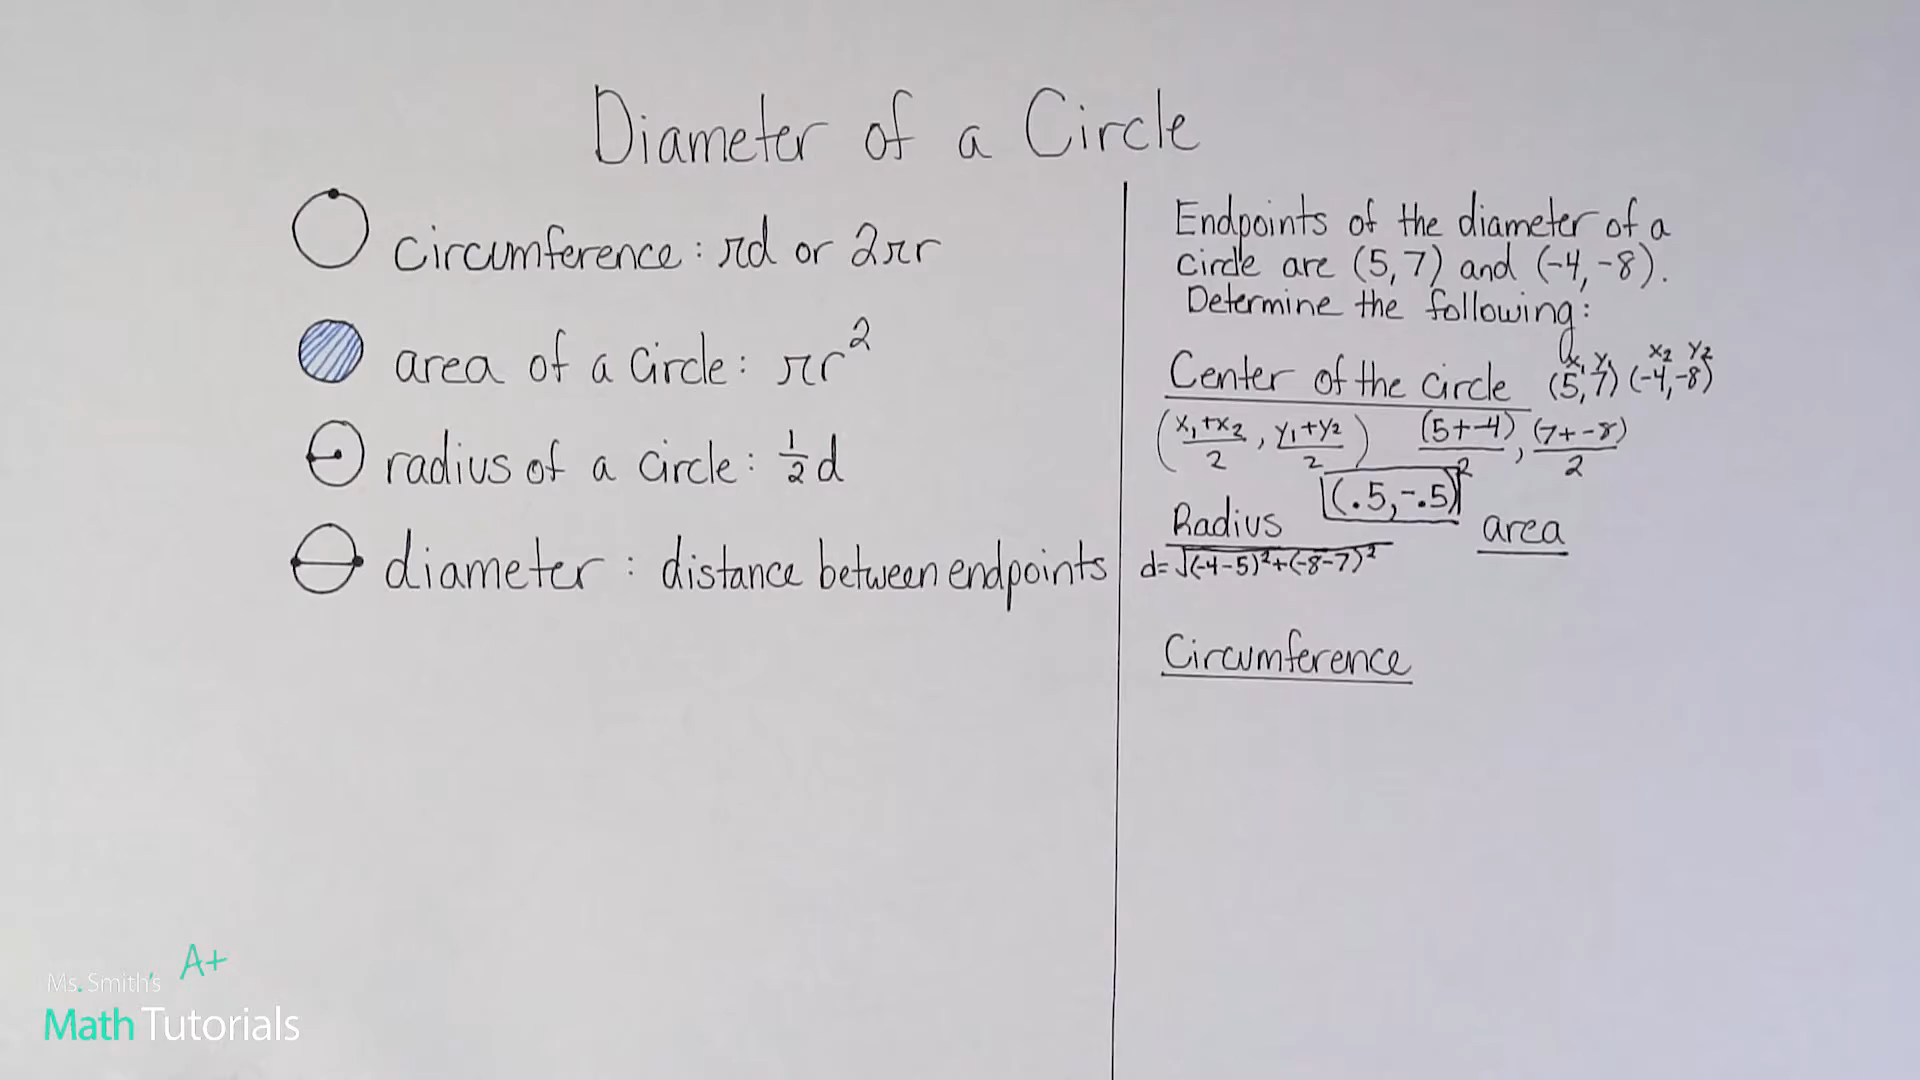 Diameter of a Circle
circumference: πd or 2πr
area of a circle: πr²
radius of a circle: ½d
diameter: distance between endpoints
Endpoints of the diameter of a
circle are (5,7) and (-4,-8).
Determine the following:
x₁ y₁ x₂ y₂
Center of the circle (5,7) (-4,-8)
(x₁+x₂/2, y₁+y₂/2) (5+-4)/2, (7+-8)/2
(.5,-.5)
Radius
area
d=√(-4-5)²+(-8-7)²
Circumference
A+
Ms. Smith's
Math Tutorials